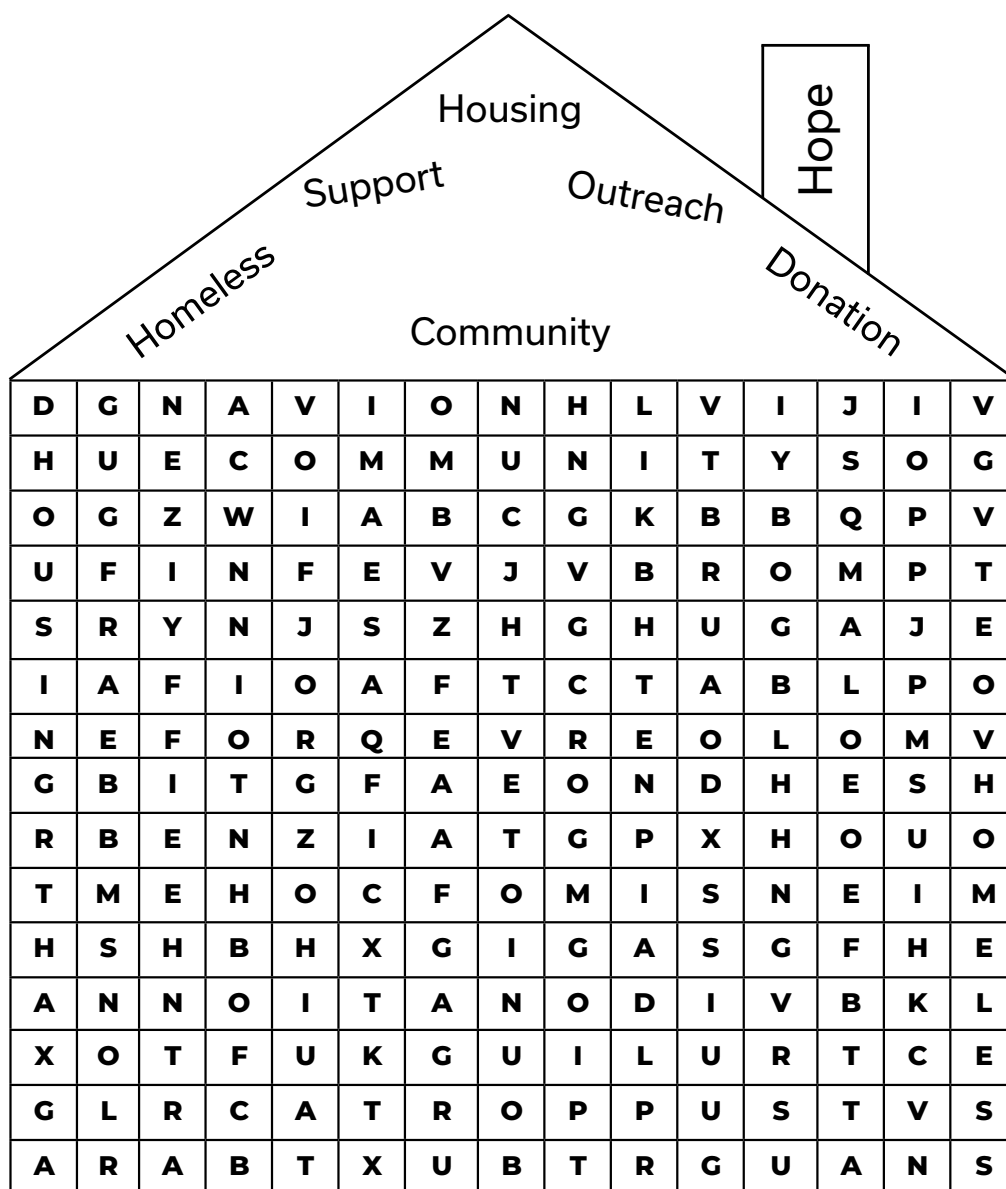 Housing
Hope
Support
Outreach
Homeless
Donation
Community
D G N A V I O N H L V I J I V
H U E C O M M U N I T Y S O G
O G Z W I A B C G K B B Q P V
U F I N F E V J V B R O M P T
S R Y N J S Z H G H U G A J E
I A F I O A F T C T A B L P O
N E F O R Q E V R E O L O M V
G B I T G F A E O N D H E S H
R B E N Z I A T G P X H O U O
T M E H O C F O M I S N E I M
H S H B H X G I G A S G F H E
A N N O I T A N O D I V B K L
X O T F U K G U I L U R T C E
G L R C A T R O P P U S T V S
A R A B T X U B T R G U A N S